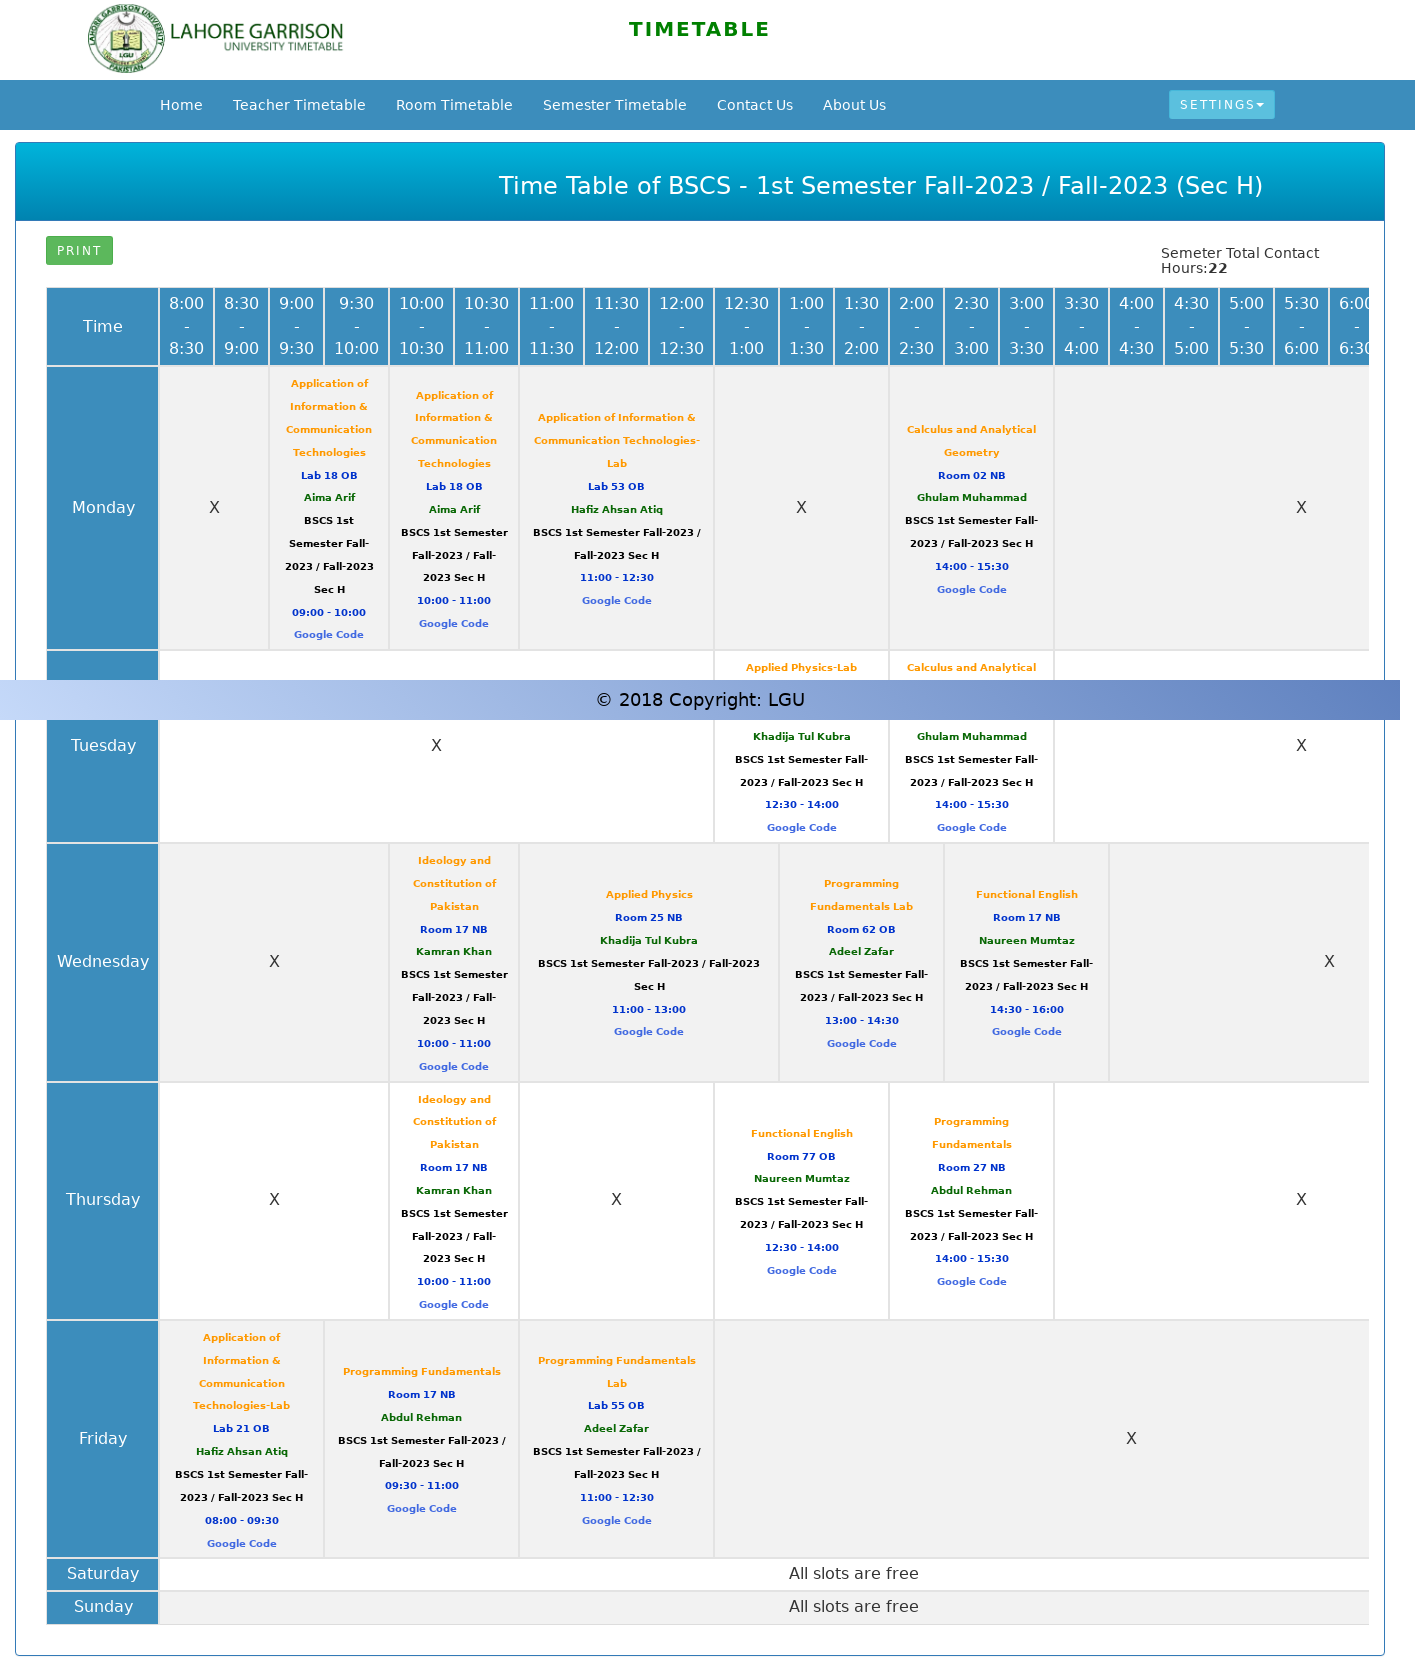 LAHORE GARRISON
UNIVERSITY TIMETABLE
TIMETABLE
Home Teacher Timetable Room Timetable Semester Timetable Contact Us About Us SETTINGS
Time Table of BSCS - 1st Semester Fall-2023 / Fall-2023 (Sec H)
PRINT
Semeter Total Contact
Hours:22
Time
8:00
-
8:30
8:30
-
9:00
9:00
-
9:30
9:30
-
10:00
10:00
-
10:30
10:30
-
11:00
11:00
-
11:30
11:30
-
12:00
12:00
-
12:30
12:30
-
1:00
1:00
-
1:30
1:30
-
2:00
2:00
-
2:30
2:30
-
3:00
3:00
-
3:30
3:30
-
4:00
4:00
-
4:30
4:30
-
5:00
5:00
-
5:30
5:30
-
6:00
6:00
-
6:30
Monday
X
Application of
Information &
Communication
Technologies
Lab 18 OB
Aima Arif
BSCS 1st
Semester Fall-
2023 / Fall-2023
Sec H
09:00 - 10:00
Google Code
Application of
Information &
Communication
Technologies
Lab 18 OB
Aima Arif
BSCS 1st Semester
Fall-2023 / Fall-
2023 Sec H
10:00 - 11:00
Google Code
Application of Information &
Communication Technologies-
Lab
Lab 53 OB
Hafiz Ahsan Atiq
BSCS 1st Semester Fall-2023 /
Fall-2023 Sec H
11:00 - 12:30
Google Code
X
Calculus and Analytical
Geometry
Room 02 NB
Ghulam Muhammad
BSCS 1st Semester Fall-
2023 / Fall-2023 Sec H
14:00 - 15:30
Google Code
X
Tuesday
X
Applied Physics-Lab
Khadija Tul Kubra
BSCS 1st Semester Fall-
2023 / Fall-2023 Sec H
12:30 - 14:00
Google Code
Calculus and Analytical
Ghulam Muhammad
BSCS 1st Semester Fall-
2023 / Fall-2023 Sec H
14:00 - 15:30
Google Code
X
© 2018 Copyright: LGU
Wednesday
X
Ideology and
Constitution of
Pakistan
Room 17 NB
Kamran Khan
BSCS 1st Semester
Fall-2023 / Fall-
2023 Sec H
10:00 - 11:00
Google Code
Applied Physics
Room 25 NB
Khadija Tul Kubra
BSCS 1st Semester Fall-2023 / Fall-2023
Sec H
11:00 - 13:00
Google Code
Programming
Fundamentals Lab
Room 62 OB
Adeel Zafar
BSCS 1st Semester Fall-
2023 / Fall-2023 Sec H
13:00 - 14:30
Google Code
Functional English
Room 17 NB
Naureen Mumtaz
BSCS 1st Semester Fall-
2023 / Fall-2023 Sec H
14:30 - 16:00
Google Code
X
Thursday
X
Ideology and
Constitution of
Pakistan
Room 17 NB
Kamran Khan
BSCS 1st Semester
Fall-2023 / Fall-
2023 Sec H
10:00 - 11:00
Google Code
X
Functional English
Room 77 OB
Naureen Mumtaz
BSCS 1st Semester Fall-
2023 / Fall-2023 Sec H
12:30 - 14:00
Google Code
Programming
Fundamentals
Room 27 NB
Abdul Rehman
BSCS 1st Semester Fall-
2023 / Fall-2023 Sec H
14:00 - 15:30
Google Code
X
Friday
Application of
Information &
Communication
Technologies-Lab
Lab 21 OB
Hafiz Ahsan Atiq
BSCS 1st Semester Fall-
2023 / Fall-2023 Sec H
08:00 - 09:30
Google Code
Programming Fundamentals
Room 17 NB
Abdul Rehman
BSCS 1st Semester Fall-2023 /
Fall-2023 Sec H
09:30 - 11:00
Google Code
Programming Fundamentals
Lab
Lab 55 OB
Adeel Zafar
BSCS 1st Semester Fall-2023 /
Fall-2023 Sec H
11:00 - 12:30
Google Code
X
Saturday
All slots are free
Sunday
All slots are free